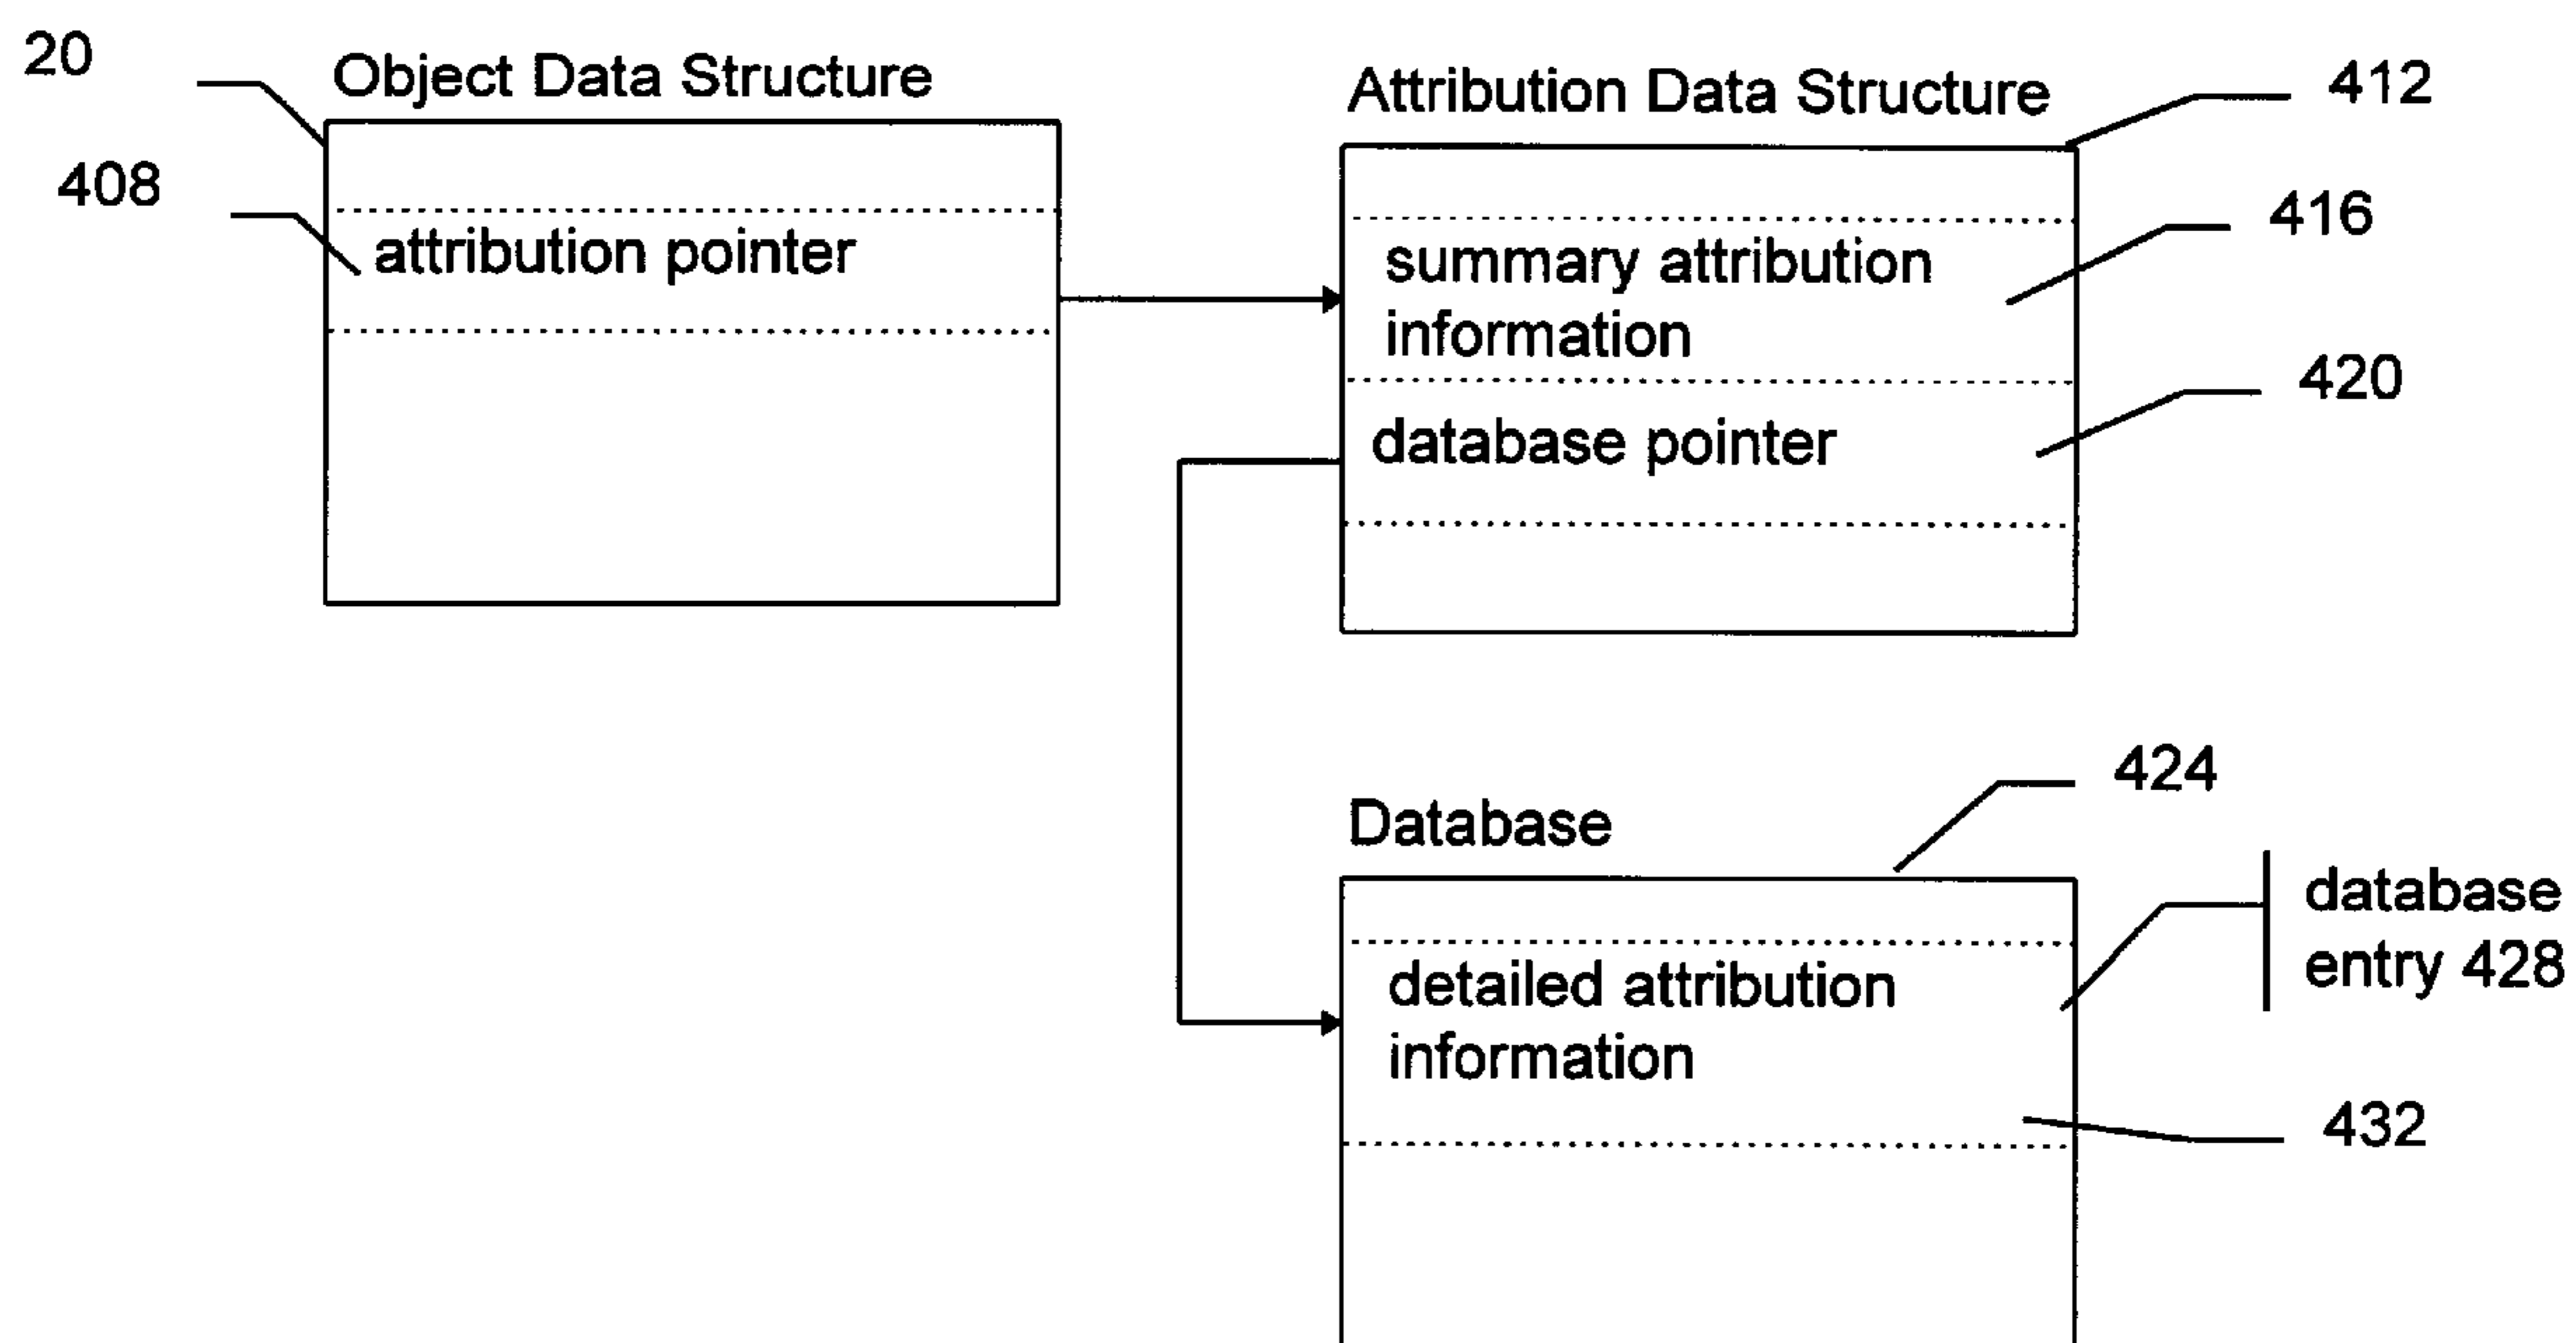 20
Object Data Structure
408
attribution pointer
Attribution Data Structure
412
summary attribution
information
416
database pointer
420
Database
424
detailed attribution
information
database
entry 428
432